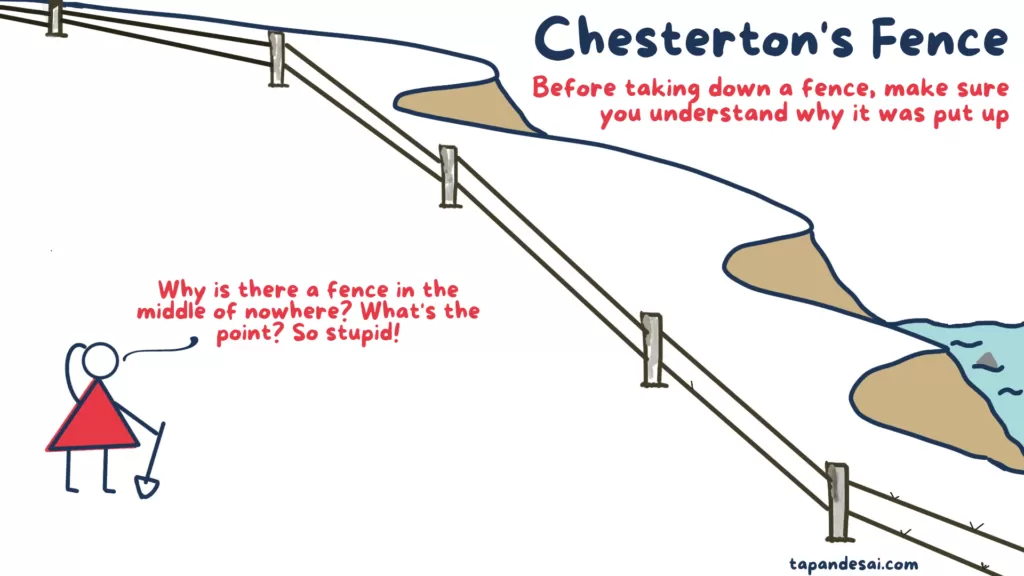 Chesterton's Fence
Before taking down a fence, make sure
you understand why it was put up
Why is there a fence in the
middle of nowhere? What's the
point? So stupid!
tapandesai.com